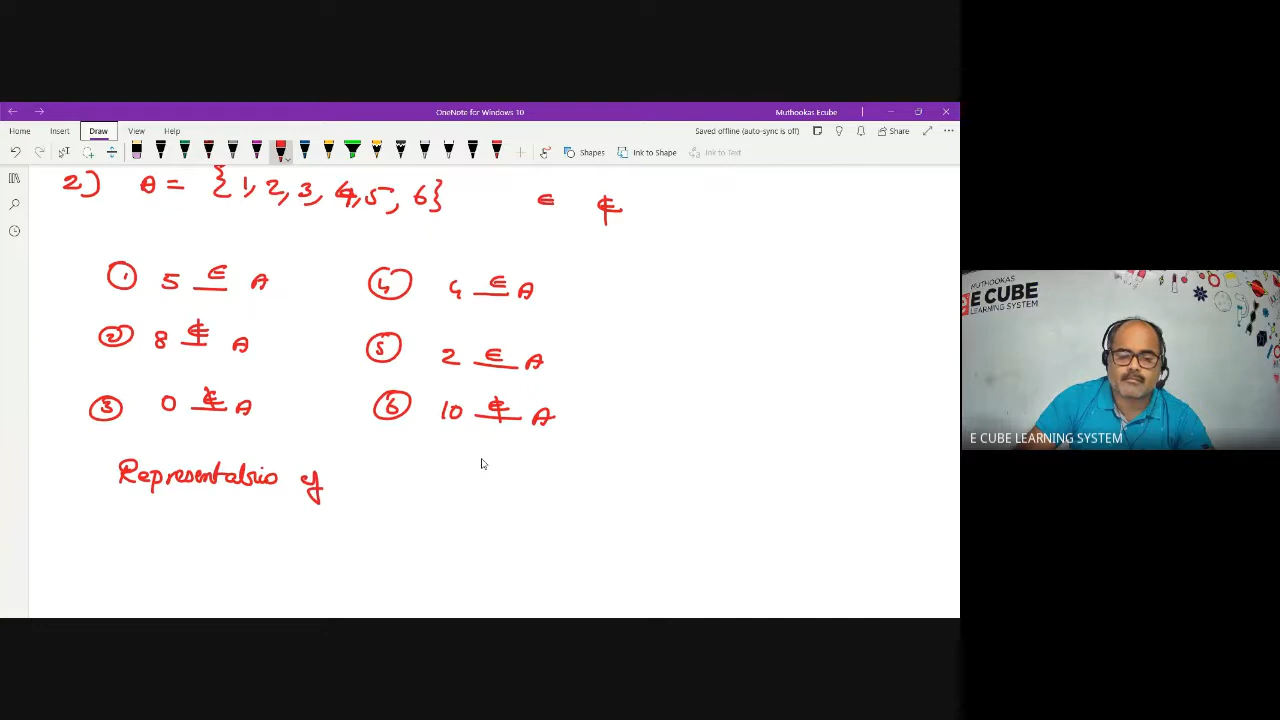 OneNote for Windows 10
Muthookas Ecube
Home Insert Draw View Help
Saved offline (auto-sync is off) Share
Shapes Ink to Shape Ink to Text
2) A = {1, 2, 3, 4, 5, 6} ∈ ∉
① 5 ∈ A ④ 4 ∈ A
② 8 ∉ A ⑤ 2 ∈ A
③ 0 ∉ A ⑥ 10 ∉ A
Representatio of
MUTHOOKAS
E CUBE
LEARNING SYSTEM
E CUBE LEARNING SYSTEM